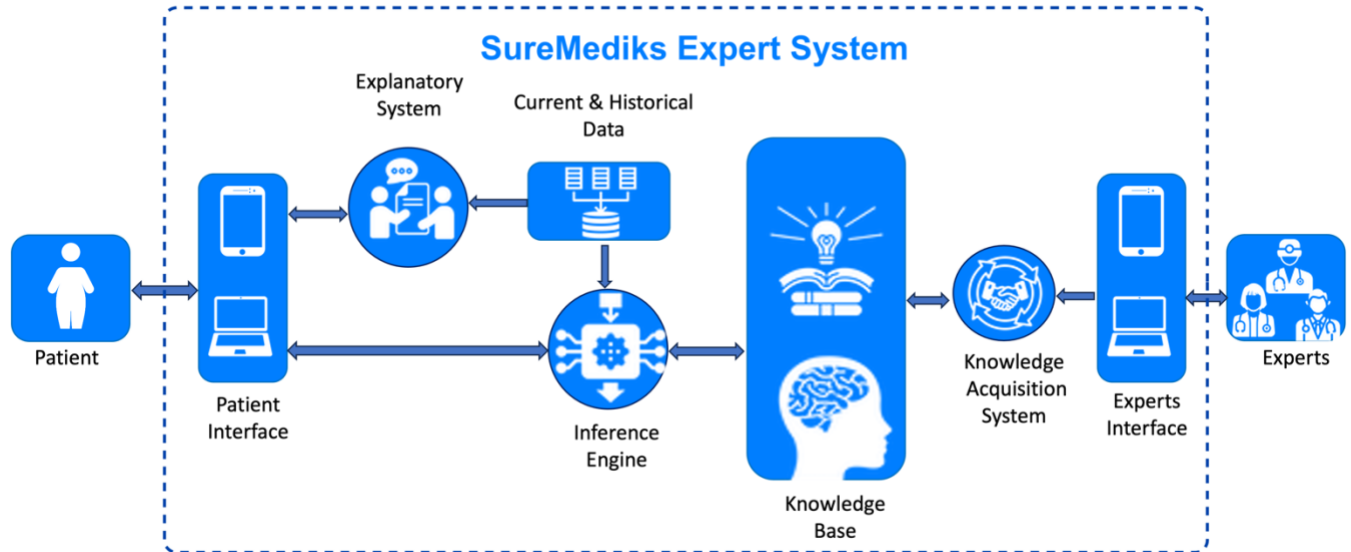 SureMediks Expert System
Explanatory
System
Current & Historical
Data
Patient
Patient
Interface
Inference
Engine
Knowledge
Base
Knowledge
Acquisition
System
Experts
Interface
Experts